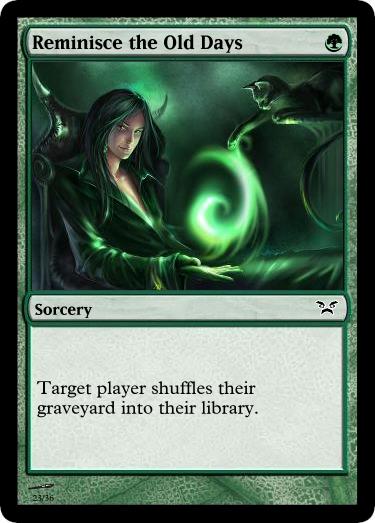 Reminisce the Old Days
Sorcery
Target player shuffles their
graveyard into their library.
23/36